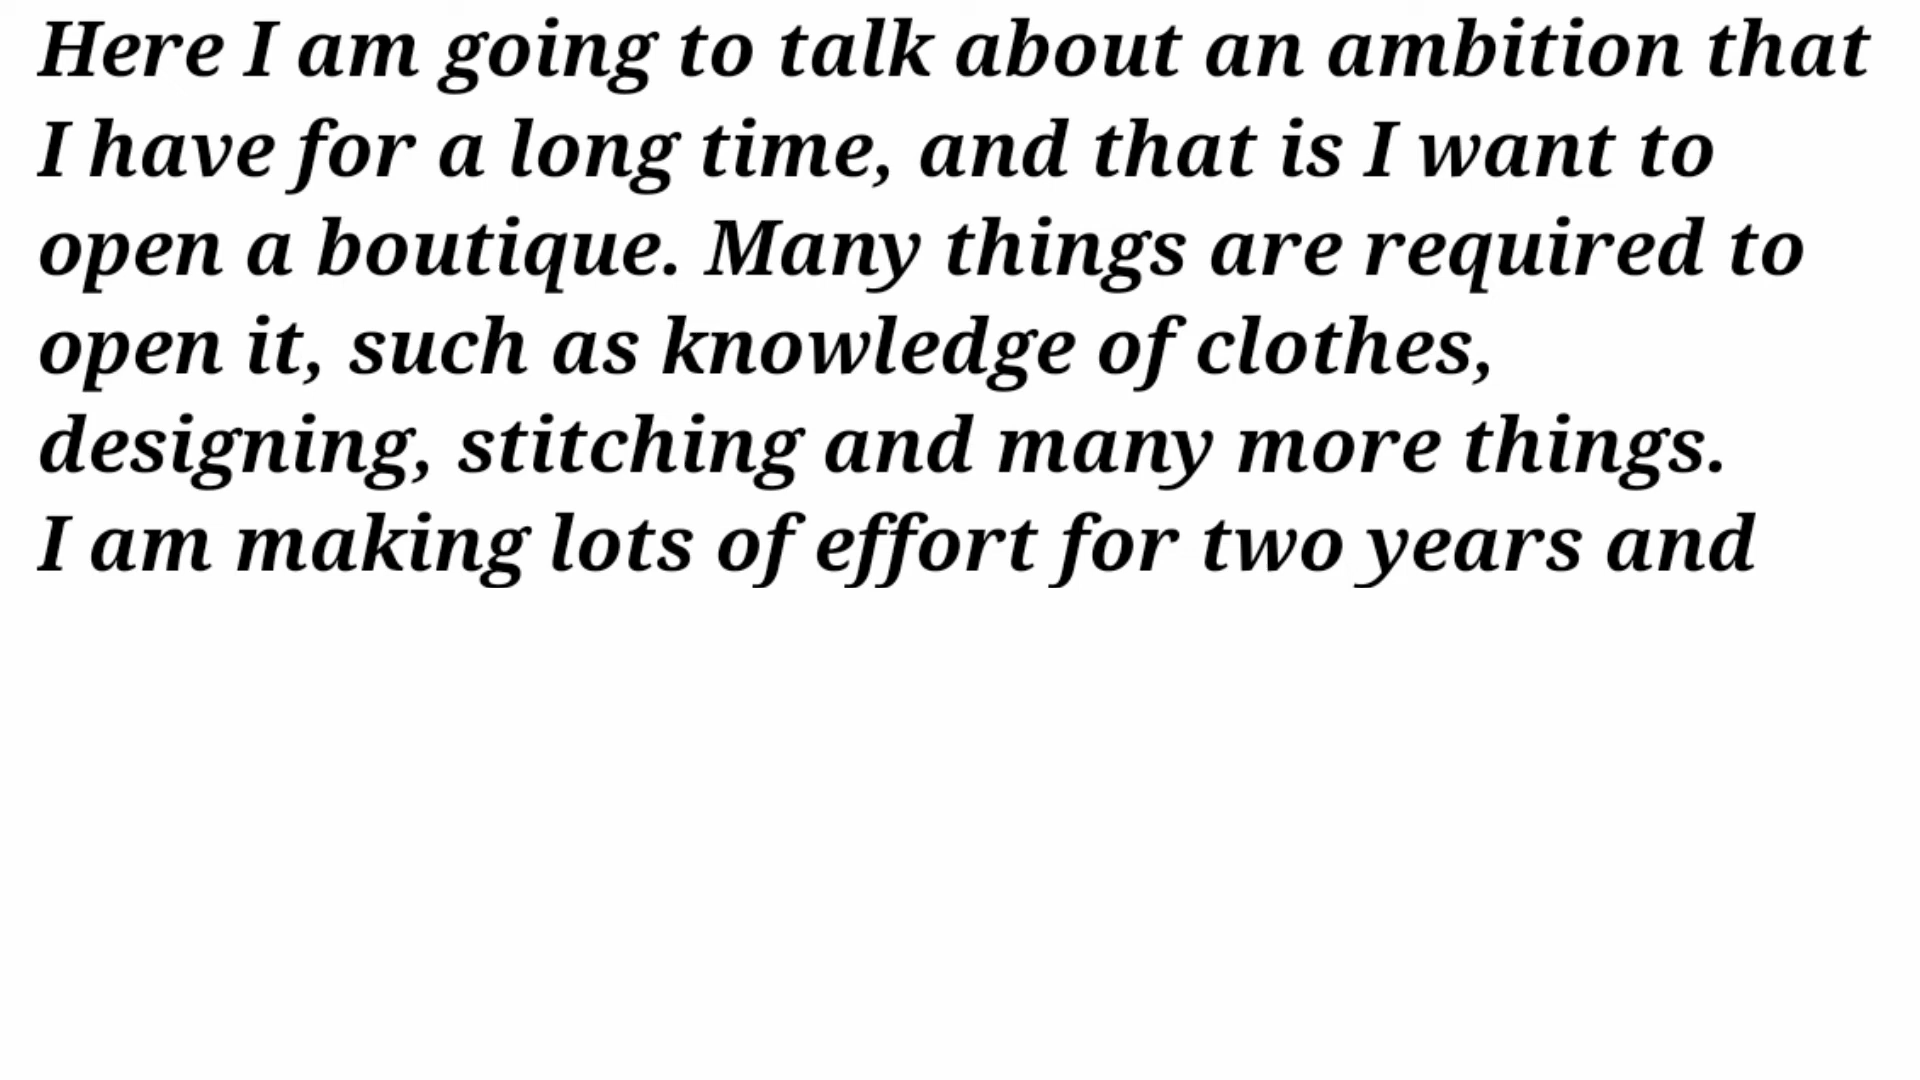 Here I am going to talk about an ambition that
I have for a long time, and that is I want to
open a boutique. Many things are required to
open it, such as knowledge of clothes,
designing, stitching and many more things.
I am making lots of effort for two years and